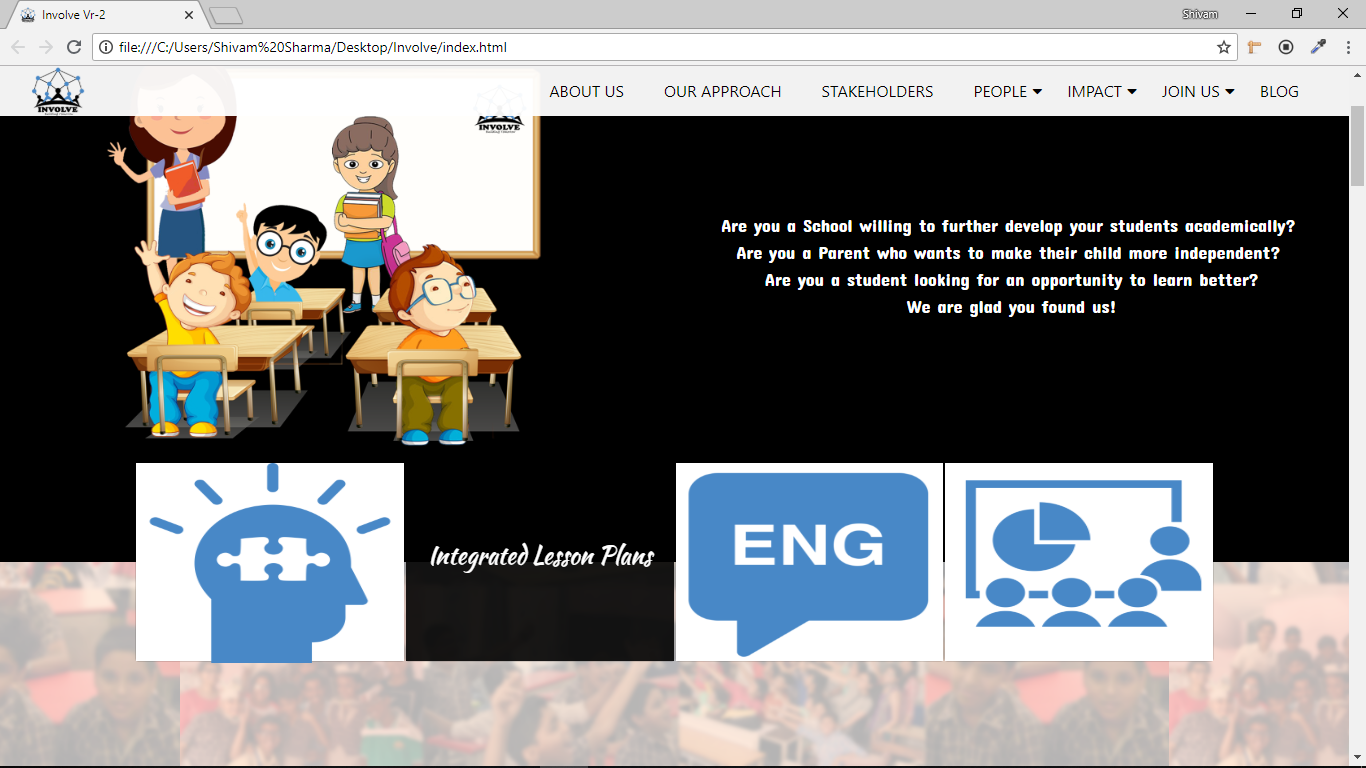 Involve Vr-2
Shivam
file:///C:/Users/Shivam%20Sharma/Desktop/Involve/index.html
INVOLVE
ABOUT US
OUR APPROACH
STAKEHOLDERS
PEOPLE
IMPACT
JOIN US
BLOG
INVOLVE
Are you a School willing to further develop your students academically?
Are you a Parent who wants to make their child more independent?
Are you a student looking for an opportunity to learn better?
We are glad you found us!
Integrated Lesson Plans
ENG